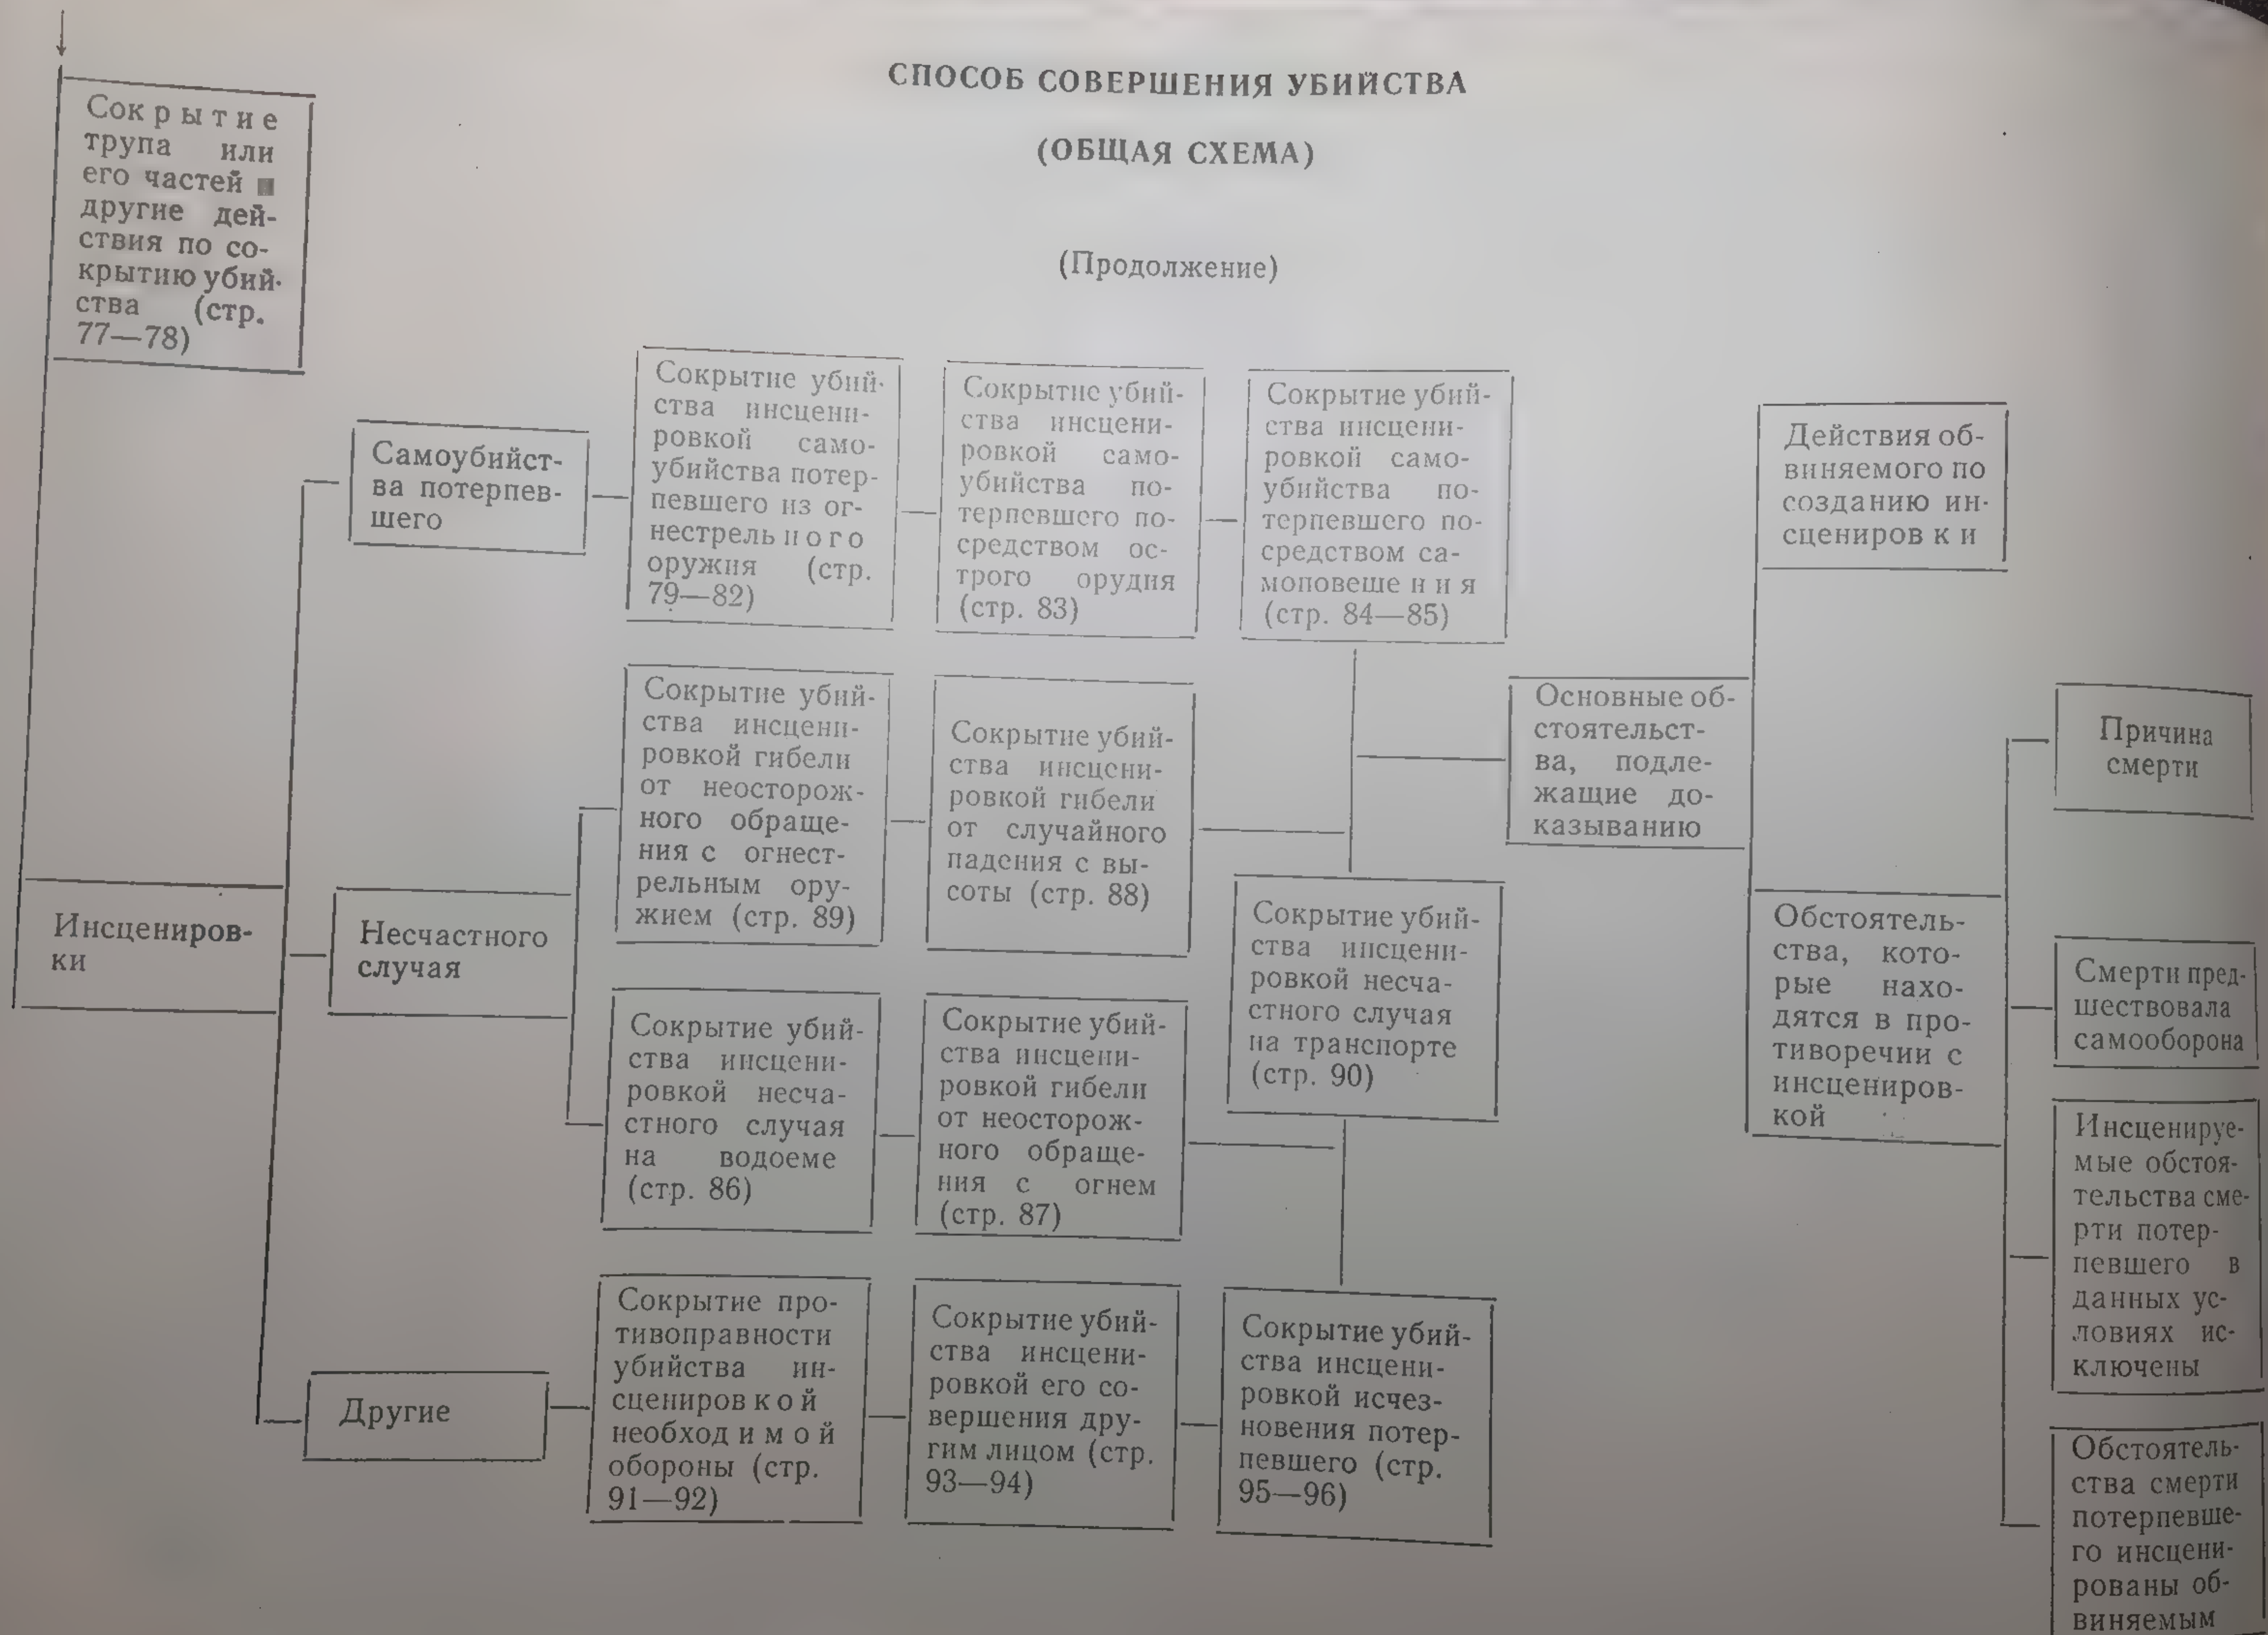 СПОСОБ СОВЕРШЕНИЯ УБИЙСТВА
(ОБЩАЯ СХЕМА)
(Продолжение)
Сокрытие
трупа или
его частей
другие дей-
ствия по со-
крытию убий-
ства (стр.
77—78)
Самоубийст-
ва потерпев-
шего
Сокрытие убий-
ства инсцени-
ровкой само-
убийства потер-
певшего из ог-
нестрельного
оружия (стр.
79—82)
Сокрытие убий-
ства инсцени-
ровкой само-
убийства по-
терпевшего по-
средством ос-
трого орудия
(стр. 83)
Сокрытие убий-
ства инсцени-
ровкой само-
убийства по-
терпевшего по-
средством са-
моповешения
(стр. 84—85)
Действия об-
виняемого по
созданию ин-
сценировки
Инсцениров-
ки
Несчастного
случая
Сокрытие убий-
ства инсцени-
ровкой гибели
от неосторож-
ного обраще-
ния с огнест-
рельным ору-
жием (стр. 89)
Сокрытие убий-
ства инсцени-
ровкой гибели
от случайного
падения с вы-
соты (стр. 88)
Основные об-
стоятельст-
ва, подле-
жащие до-
казыванию
Причина
смерти
Сокрытие убий-
ства инсцени-
ровкой несча-
стного случая
на транспорте
(стр. 90)
Обстоятель-
ства, кото-
рые нахо-
дятся в про-
тиворечии с
инсцениров-
кой
Смерти пред-
шествовала
самооборона
Сокрытие убий-
ства инсцени-
ровкой несча-
стного случая
на водоеме
(стр. 86)
Сокрытие убий-
ства инсцени-
ровкой гибели
от неосторож-
ного обраще-
ния с огнем
(стр. 87)
Инсценируе-
мые обстоя-
тельства сме-
рти потер-
певшего в
данных ус-
ловиях ис-
ключены
Другие
Сокрытие про-
тивоправности
убийства ин-
сценировкой
необходимой
обороны (стр.
91—92)
Сокрытие убий-
ства инсцени-
ровкой его со-
вершения дру-
гим лицом (стр.
93—94)
Сокрытие убий-
ства инсцени-
ровкой исчез-
новения потер-
певшего (стр.
95—96)
Обстоятель-
ства смерти
потерпевше-
го инсцени-
рованы об-
виняемым